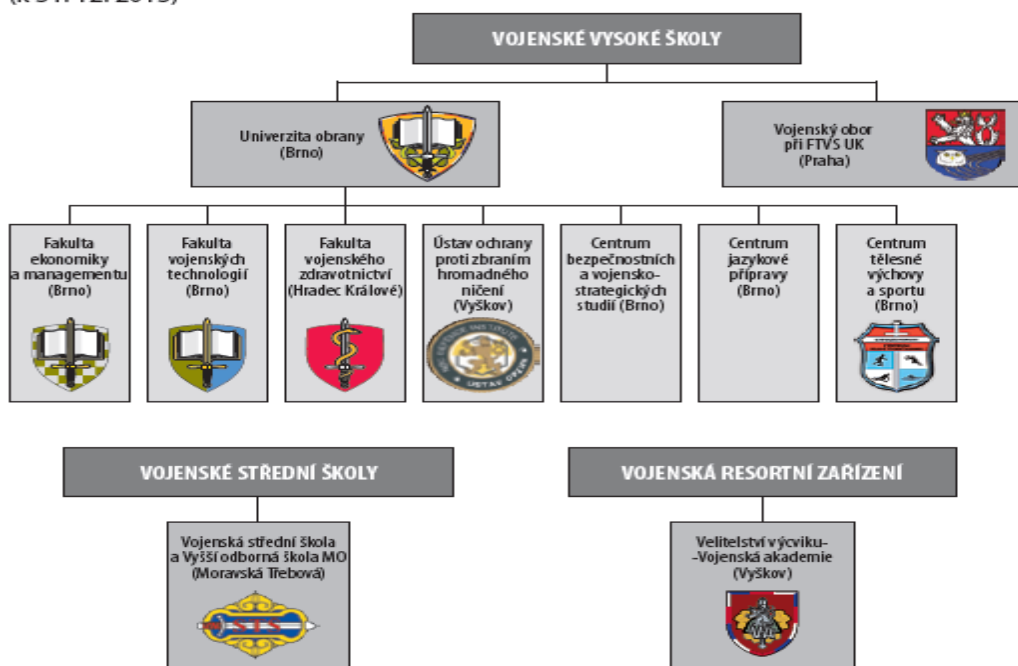 VOJENSKÉ VYSOKÉ ŠKOLY
Univerzita obrany
(Brno)
Vojenský obor
při FTVS UK
(Praha)
Fakulta
ekonomiky
a managementu
(Brno)
Fakulta
vojenských
technologií
(Brno)
Fakulta
vojenského
zdravotnictví
(Hradec Králové)
Ústav ochrany
proti zbraním
hromadného
ničení
(Vyškov)
Centrum
bezpečnostních
a vojensko-
strategických
studií (Brno)
Centrum
jazykové
přípravy
(Brno)
Centrum
tělesné
výchovy
a sportu
(Brno)
VOJENSKÉ STŘEDNÍ ŠKOLY
VOJENSKÁ RESORTNÍ ZAŘÍZENÍ
Vojenská střední škola
a Vyšší odborná škola MO
(Moravská Třebová)
Velitelství výcviku-
-Vojenská akademie
(Vyškov)